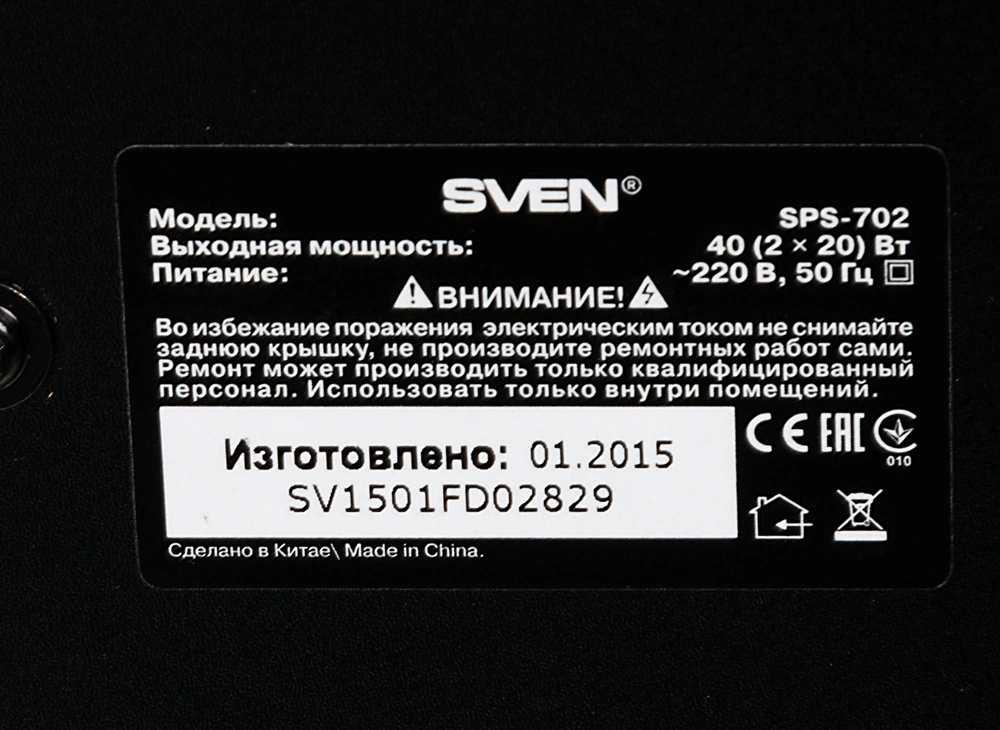 SVEN®
Модель: SPS-702
Выходная мощность: 40 (2 × 20) Вт
Питание: ~220 В, 50 Гц
ВНИМАНИЕ!
Во избежание поражения электрическим током не снимайте
заднюю крышку, не производите ремонтных работ сами.
Ремонт может производить только квалифицированный
персонал. Использовать только внутри помещений.
Изготовлено: 01.2015
SV1501FD02829
CE EAC
010
Сделано в Китае\ Made in China.